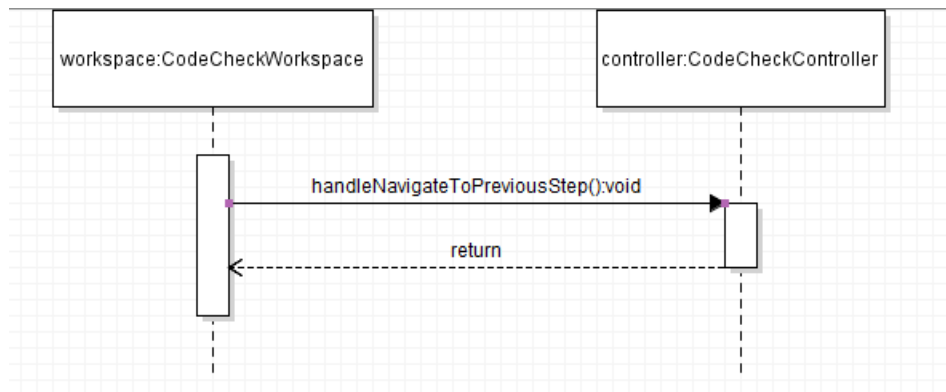 workspace:CodeCheckWorkspace
controller:CodeCheckController
handleNavigateToPreviousStep():void
return